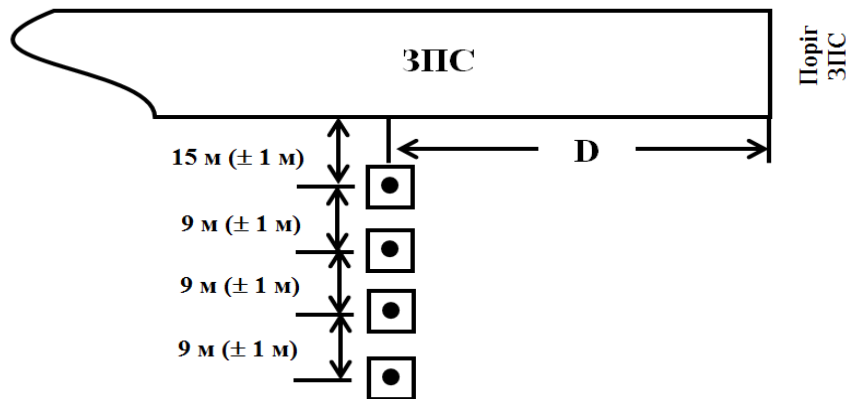 ЗПС
Поріг
ЗПС
D
15 м (± 1 м)
9 м (± 1 м)
9 м (± 1 м)
9 м (± 1 м)